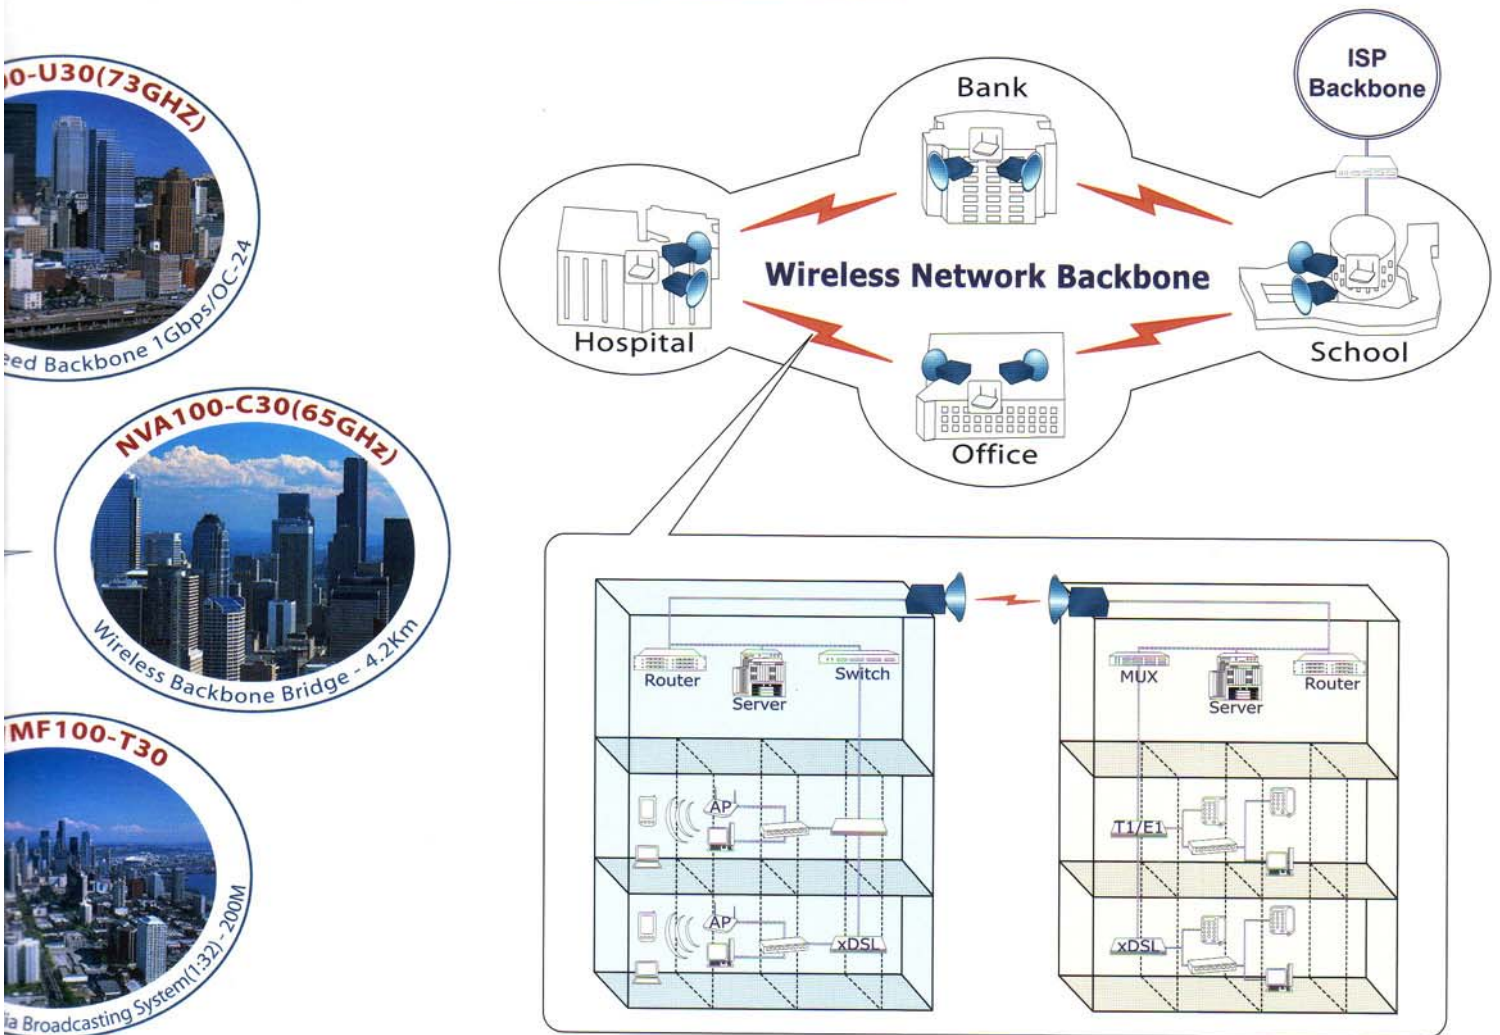 00-U30(73GHZ)
eed Backbone 1Gbps/OC-24
NVA100-C30(65GHz)
Wireless Backbone Bridge - 4.2Km
MF100-T30
ia Broadcasting System(1:32) - 200M
ISP
Backbone
Bank
Hospital
Wireless Network Backbone
School
Office
Router
Server
Switch
MUX
Server
Router
AP
T1/E1
AP
xDSL
xDSL